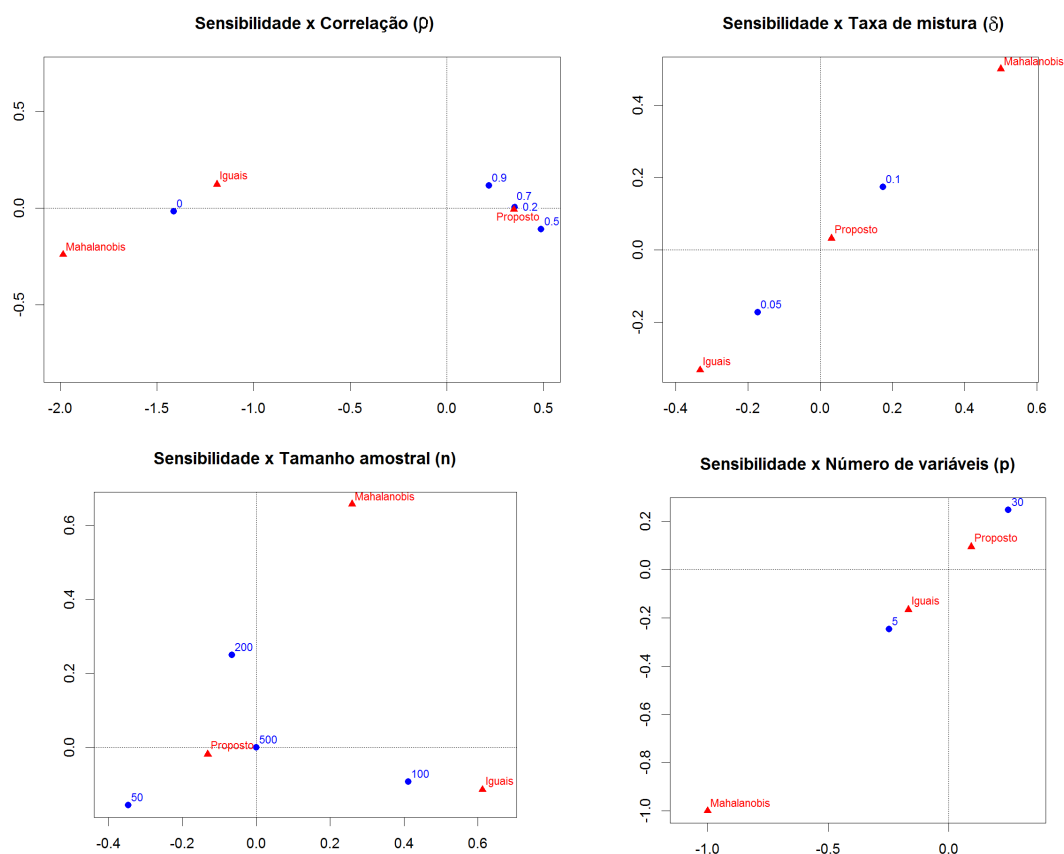 Sensibilidade x Correlação (ρ)
0.5
0.0
-0.5
-2.0 -1.5 -1.0 -0.5 0.0 0.5
Mahalanobis
Iguais
0
0.9
0.7
0.2
Proposto
0.5
Sensibilidade x Taxa de mistura (δ)
0.4
0.2
0.0
-0.2
-0.4 -0.2 0.0 0.2 0.4 0.6
Mahalanobis
0.1
Proposto
0.05
Iguais
Sensibilidade x Tamanho amostral (n)
0.6
0.4
0.2
0.0
-0.4 -0.2 0.0 0.2 0.4 0.6
Mahalanobis
200
Proposto
500
100
Iguais
50
Sensibilidade x Número de variáveis (p)
0.2
0.0
-0.2
-0.4
-0.6
-0.8
-1.0
-1.0 -0.5 0.0
30
Proposto
Iguais
5
Mahalanobis